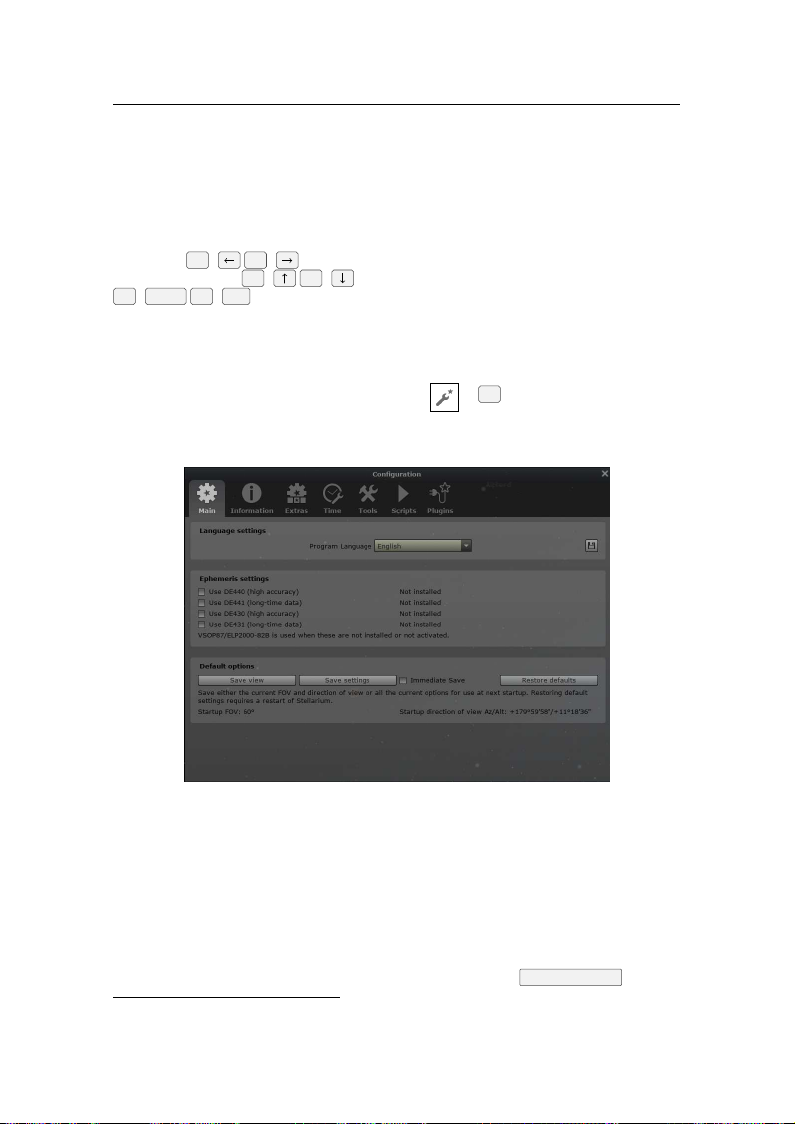 ← →
↑ ↓
Configuration
Main Information Extras Time Tools Scripts Plugins
Language settings
Program Language English
Ephemeris settings
Use DE440 (high accuracy) Not installed
Use DE441 (long-time data) Not installed
Use DE430 (high accuracy) Not installed
Use DE431 (long-time data) Not installed
VSOP87/ELP2000-82B is used when these are not installed or not activated.
Default options
Save view Save settings Immediate Save Restore defaults
Save either the current FOV and direction of view or all the current options for use at next startup. Restoring default
settings requires a restart of Stellarium.
Startup FOV: 60° Startup direction of view Az/Alt: +179°59'58"/+11°18'36"